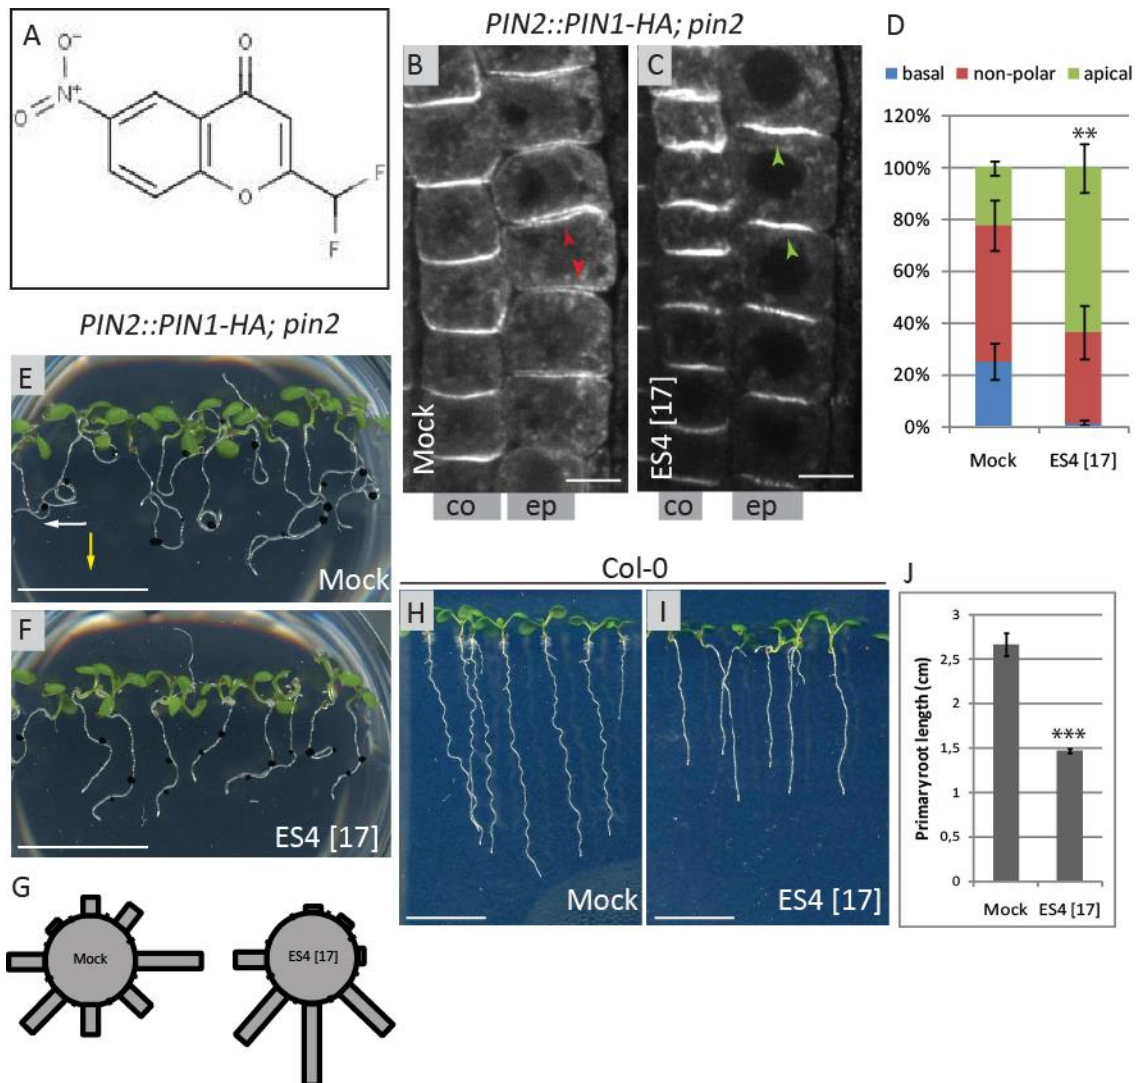 A
O⁻
N⁺
O
O
O
F
F
PIN2::PIN1-HA; pin2
B
Mock
co
ep
C
ES4 [17]
co
ep
D
basal
non-polar
apical
120%
100%
80%
60%
40%
20%
0%
**
Mock
ES4 [17]
PIN2::PIN1-HA; pin2
E
Mock
F
ES4 [17]
G
Mock
ES4 [17]
Col-0
H
Mock
I
ES4 [17]
J
Primary root length (cm)
3
2,5
2
1,5
1
0,5
0
***
Mock
ES4 [17]